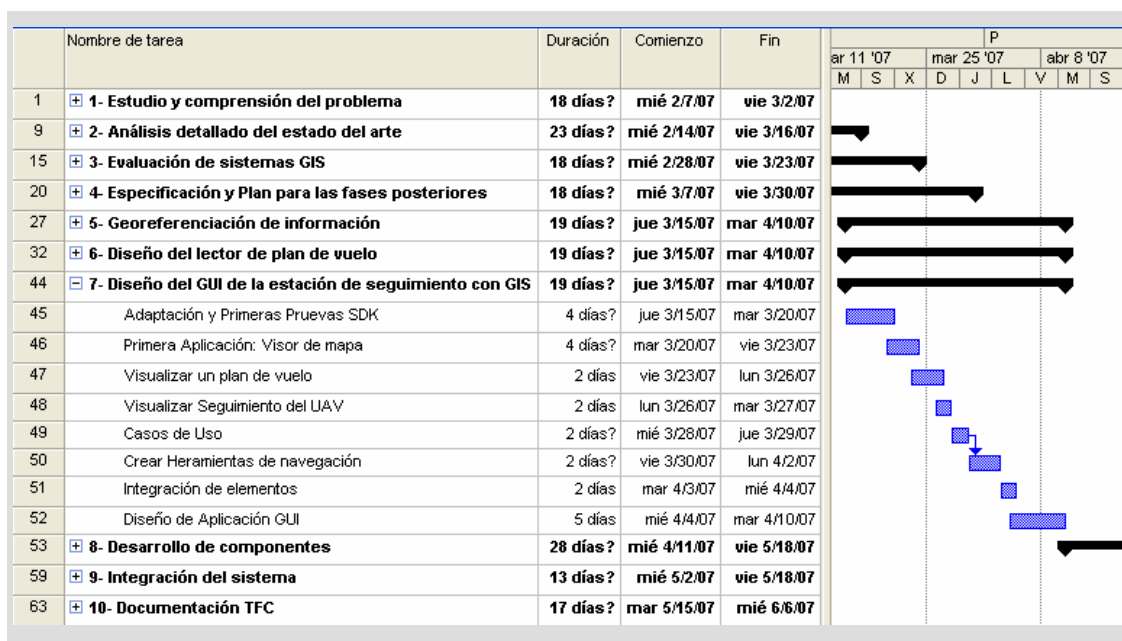 Nombre de tarea Duración Comienzo Fin
P
ar 11 '07 mar 25 '07 abr 8 '07
M S X D J L V M S
1 1- Estudio y comprensión del problema 18 días? mié 2/7/07 vie 3/2/07
9 2- Análisis detallado del estado del arte 23 días? mié 2/14/07 vie 3/16/07
15 3- Evaluación de sistemas GIS 18 días? mié 2/28/07 vie 3/23/07
20 4- Especificación y Plan para las fases posteriores 18 días? mié 3/7/07 vie 3/30/07
27 5- Georeferenciación de información 19 días? jue 3/15/07 mar 4/10/07
32 6- Diseño del lector de plan de vuelo 19 días? jue 3/15/07 mar 4/10/07
44 7- Diseño del GUI de la estación de seguimiento con GIS 19 días? jue 3/15/07 mar 4/10/07
45 Adaptación y Primeras Pruevas SDK 4 días? jue 3/15/07 mar 3/20/07
46 Primera Aplicación: Visor de mapa 4 días? mar 3/20/07 vie 3/23/07
47 Visualizar un plan de vuelo 2 días vie 3/23/07 lun 3/26/07
48 Visualizar Seguimiento del UAV 2 días lun 3/26/07 mar 3/27/07
49 Casos de Uso 2 días? mié 3/28/07 jue 3/29/07
50 Crear Heramientas de navegación 2 días? vie 3/30/07 lun 4/2/07
51 Integración de elementos 2 días mar 4/3/07 mié 4/4/07
52 Diseño de Aplicación GUI 5 días mié 4/4/07 mar 4/10/07
53 8- Desarrollo de componentes 28 días? mié 4/11/07 vie 5/18/07
59 9- Integración del sistema 13 días? mié 5/2/07 vie 5/18/07
63 10- Documentación TFC 17 días? mar 5/15/07 mié 6/6/07